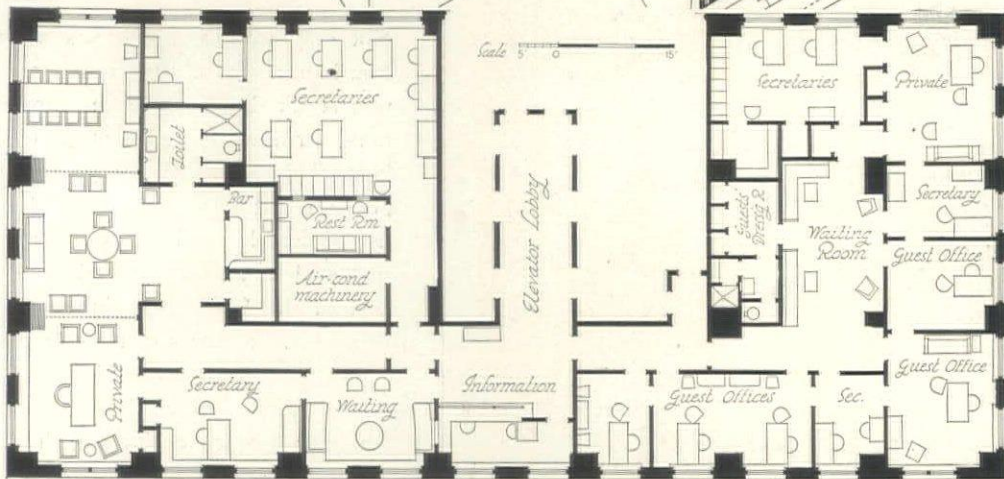 Scale
5' 0 15'
Secretaries
Secretaries
Private
Toilet
Bar
Rest Rm
Air-cond
machinery
Elevator Lobby
Guests'
Dress'g R.
Waiting
Room
Secretary
Guest Office
Guest Office
Private
Secretary
Waiting
Information
Guest Offices
Sec.